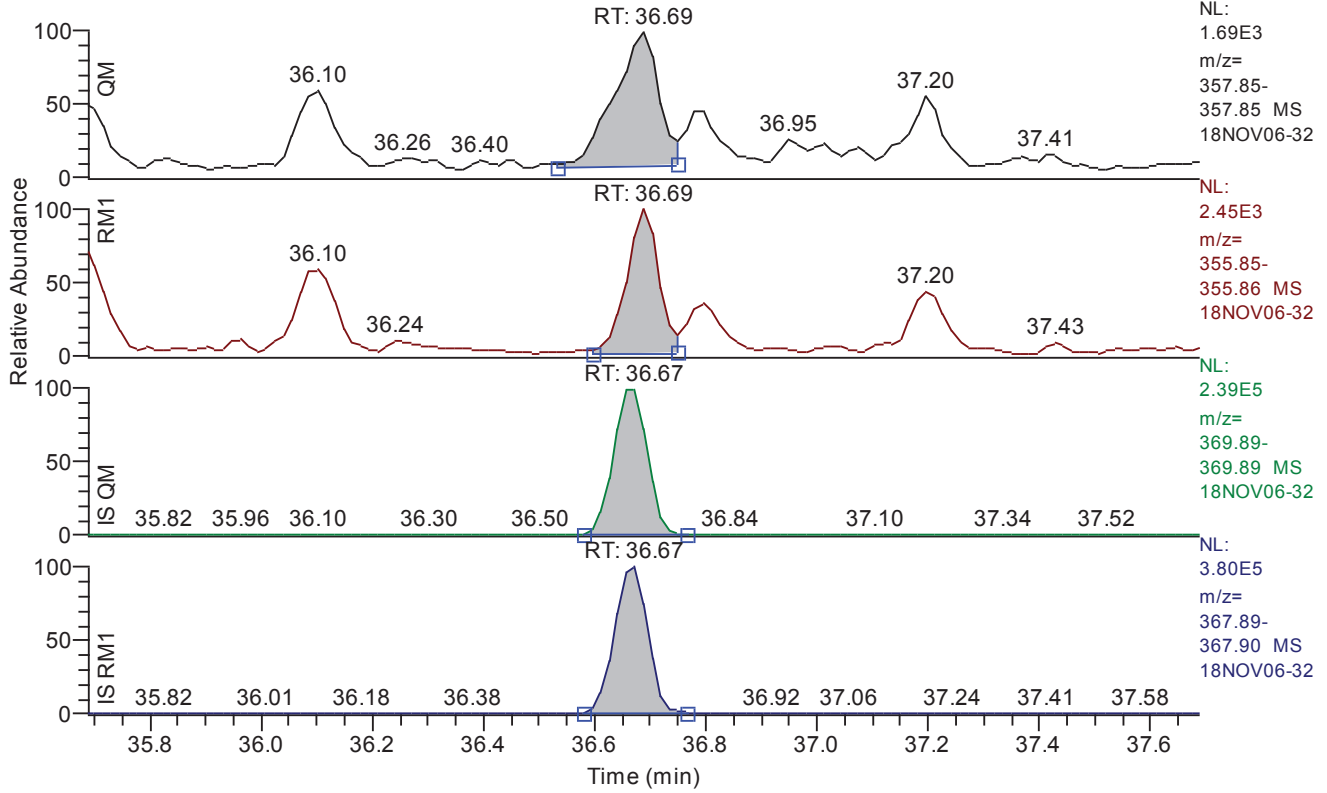 RT: 36.69
NL:
1.69E3
m/z=
357.85-
357.85 MS
18NOV06-32
100
50
0
QM
36.10
36.26
36.40
36.95
37.20
37.41
RT: 36.69
NL:
2.45E3
m/z=
355.85-
355.86 MS
18NOV06-32
100
50
0
RM1
36.10
36.24
37.20
37.43
Relative Abundance
RT: 36.67
NL:
2.39E5
m/z=
369.89-
369.89 MS
18NOV06-32
100
50
0
IS QM
35.82 35.96 36.10 36.30 36.50 36.84 37.10 37.34 37.52
RT: 36.67
NL:
3.80E5
m/z=
367.89-
367.90 MS
18NOV06-32
100
50
0
IS RM1
35.82 36.01 36.18 36.38 36.92 37.06 37.24 37.41 37.58
35.8 36.0 36.2 36.4 36.6 36.8 37.0 37.2 37.4 37.6
Time (min)